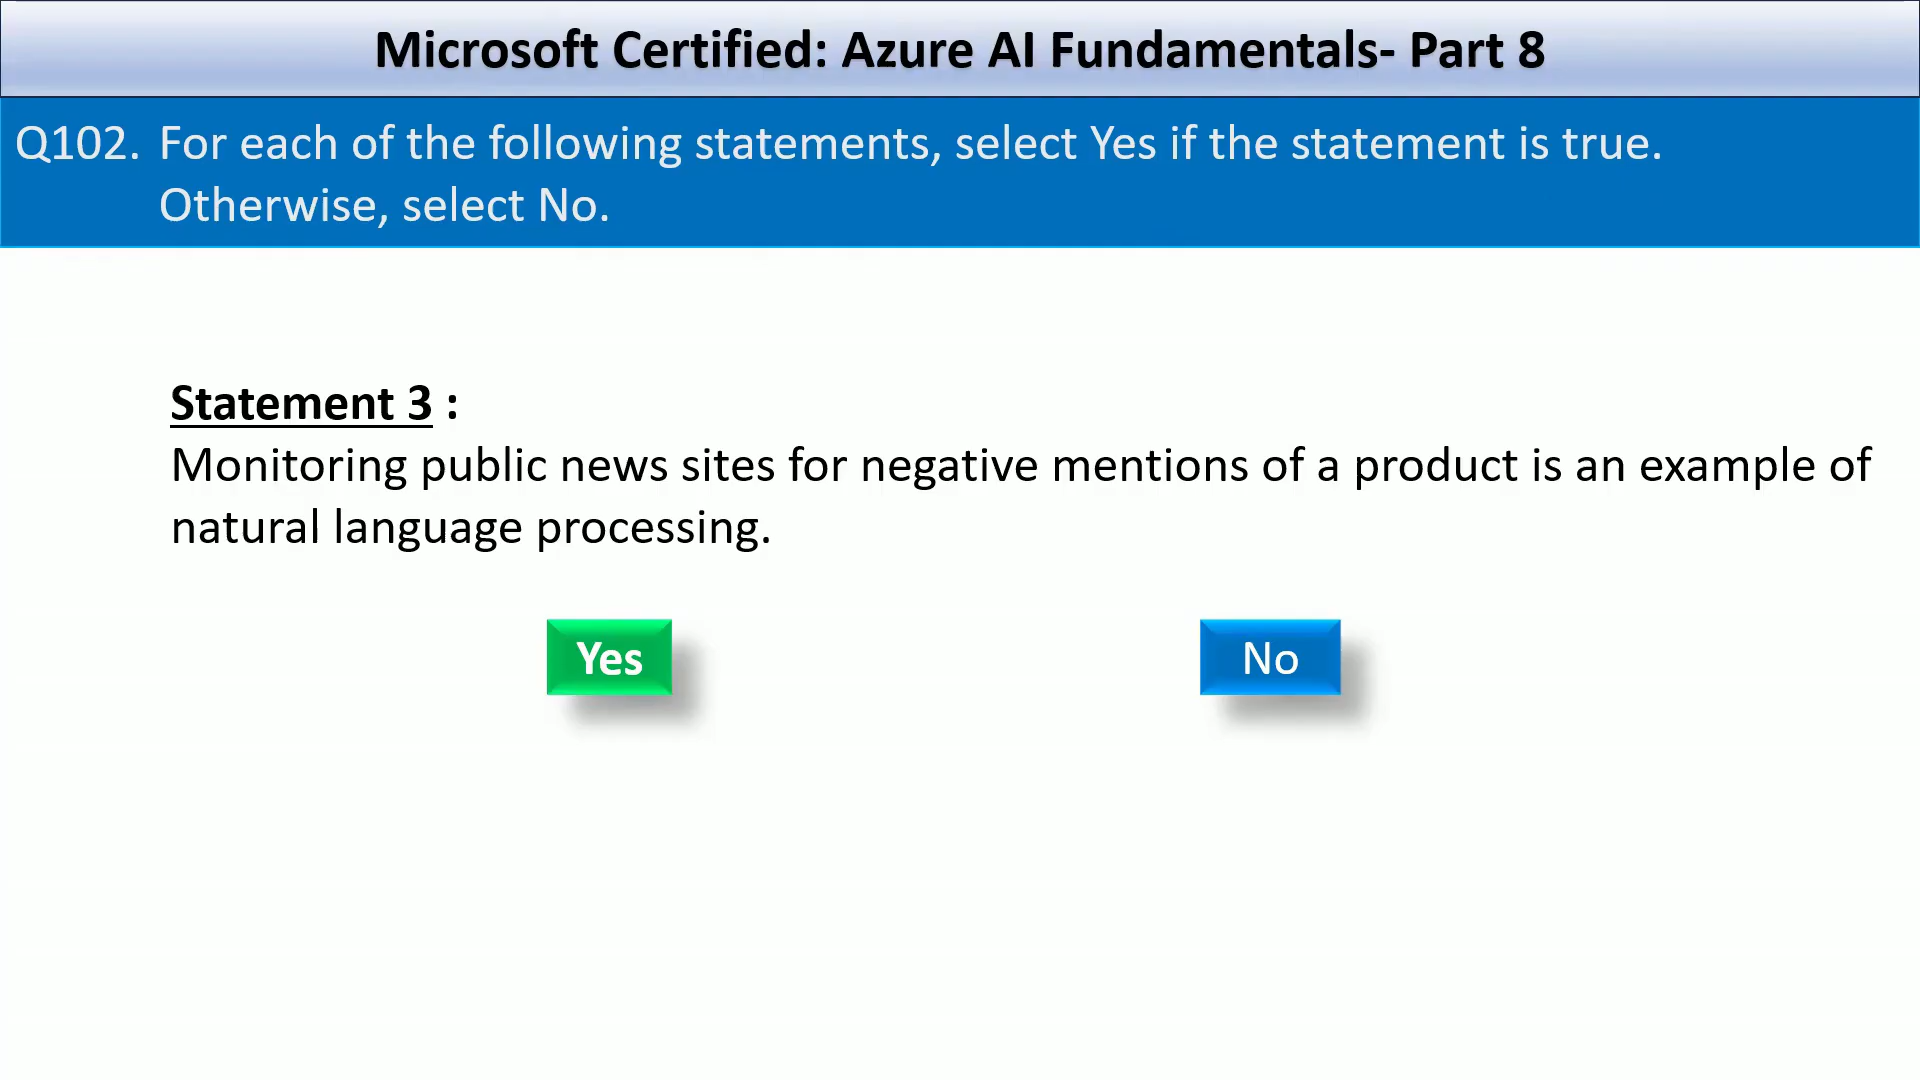 Microsoft Certified: Azure AI Fundamentals- Part 8
Q102. For each of the following statements, select Yes if the statement is true.
Otherwise, select No.
Statement 3 :
Monitoring public news sites for negative mentions of a product is an example of
natural language processing.
Yes
No